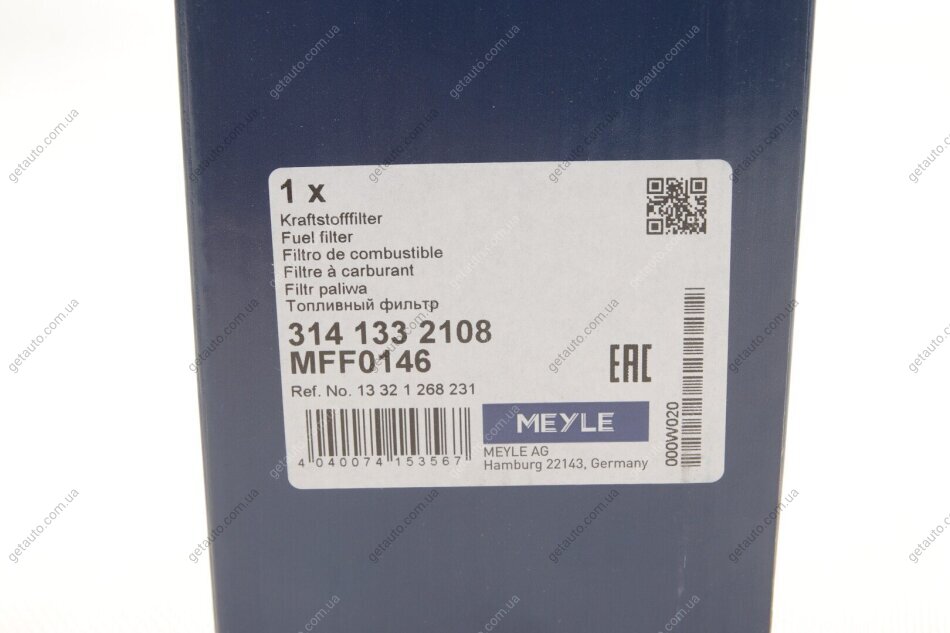 1 x
Kraftstofffilter
Fuel filter
Filtro de combustible
Filtre à carburant
Filtr paliwa
Топливный фильтр
314 133 2108
MFF0146
Ref. No. 13 32 1 268 231
EAC
MEYLE
MEYLE AG
Hamburg 22143, Germany
4 040074 153567
000W020
getauto.com.ua